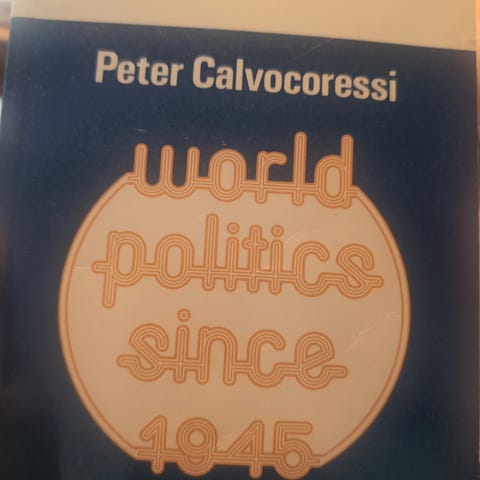 Peter Calvocoressi
world
politics
since
1945